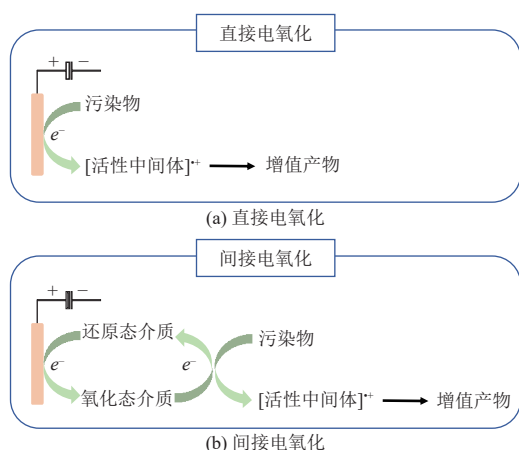 直接电氧化
+ −
污染物
e⁻
[活性中间体]•⁺ 增值产物
(a) 直接电氧化
间接电氧化
+ −
还原态介质 污染物
e⁻ e⁻
氧化态介质 [活性中间体]•⁺ 增值产物
(b) 间接电氧化